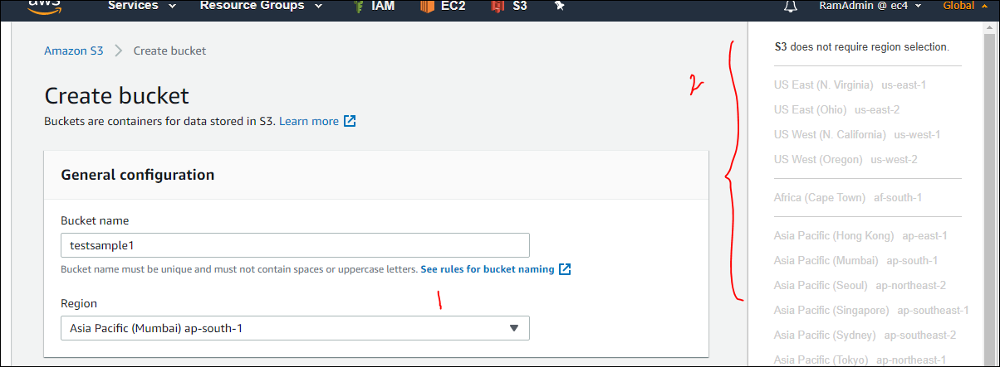 aws Services Resource Groups IAM EC2 S3 RamAdmin @ ec4 Global
Amazon S3 > Create bucket
Create bucket
Buckets are containers for data stored in S3. Learn more
General configuration
Bucket name
testsample1
Bucket name must be unique and must not contain spaces or uppercase letters. See rules for bucket naming
Region
1
Asia Pacific (Mumbai) ap-south-1
2
S3 does not require region selection.
US East (N. Virginia) us-east-1
US East (Ohio) us-east-2
US West (N. California) us-west-1
US West (Oregon) us-west-2
Africa (Cape Town) af-south-1
Asia Pacific (Hong Kong) ap-east-1
Asia Pacific (Mumbai) ap-south-1
Asia Pacific (Seoul) ap-northeast-2
Asia Pacific (Singapore) ap-southeast-1
Asia Pacific (Sydney) ap-southeast-2
Asia Pacific (Tokyo) ap-northeast-1